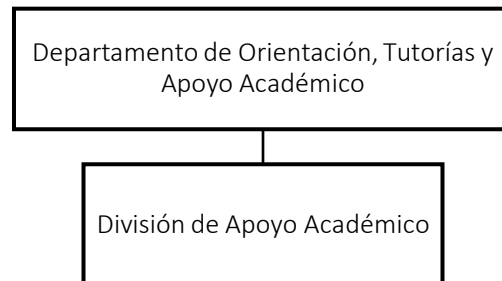 Departamento de Orientación, Tutorías y
Apoyo Académico
División de Apoyo Académico